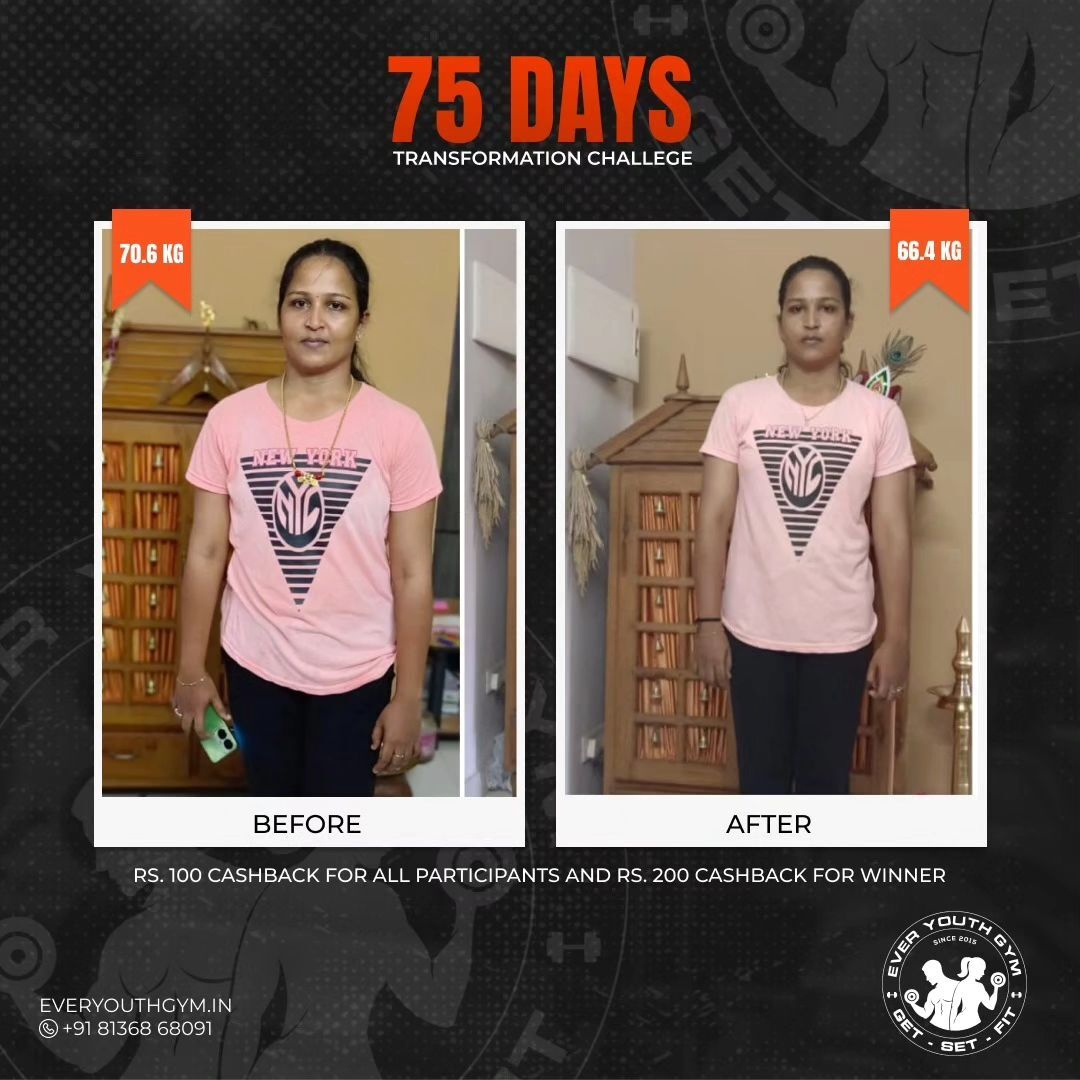 75 DAYS
TRANSFORMATION CHALLEGE
70.6 KG
66.4 KG
NEW YORK
NYC
NEW YORK
NYC
BEFORE
AFTER
RS. 100 CASHBACK FOR ALL PARTICIPANTS AND RS. 200 CASHBACK FOR WINNER
EVERYOUTHGYM.IN
+91 81368 68091
EVER YOUTH GYM
SINCE 2015
GET - SET - FIT